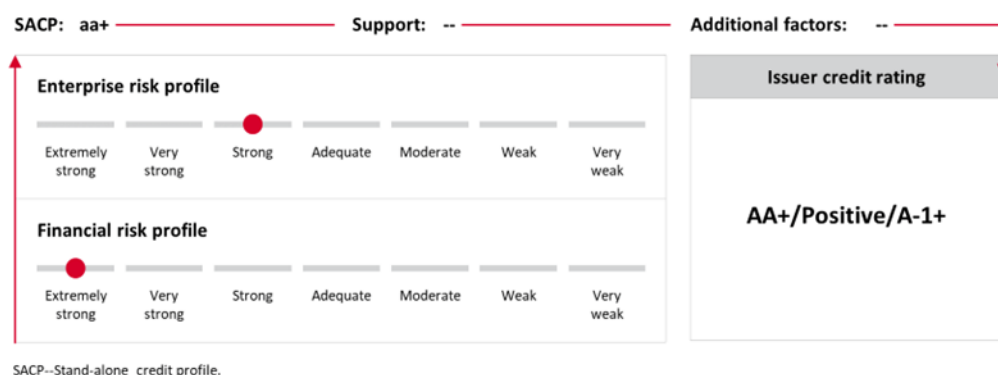 SACP: aa+ Support: -- Additional factors: --
Enterprise risk profile
Extremely strong Very strong Strong Adequate Moderate Weak Very weak
Financial risk profile
Extremely strong Very strong Strong Adequate Moderate Weak Very weak
Issuer credit rating
AA+/Positive/A-1+
SACP--Stand-alone credit profile.